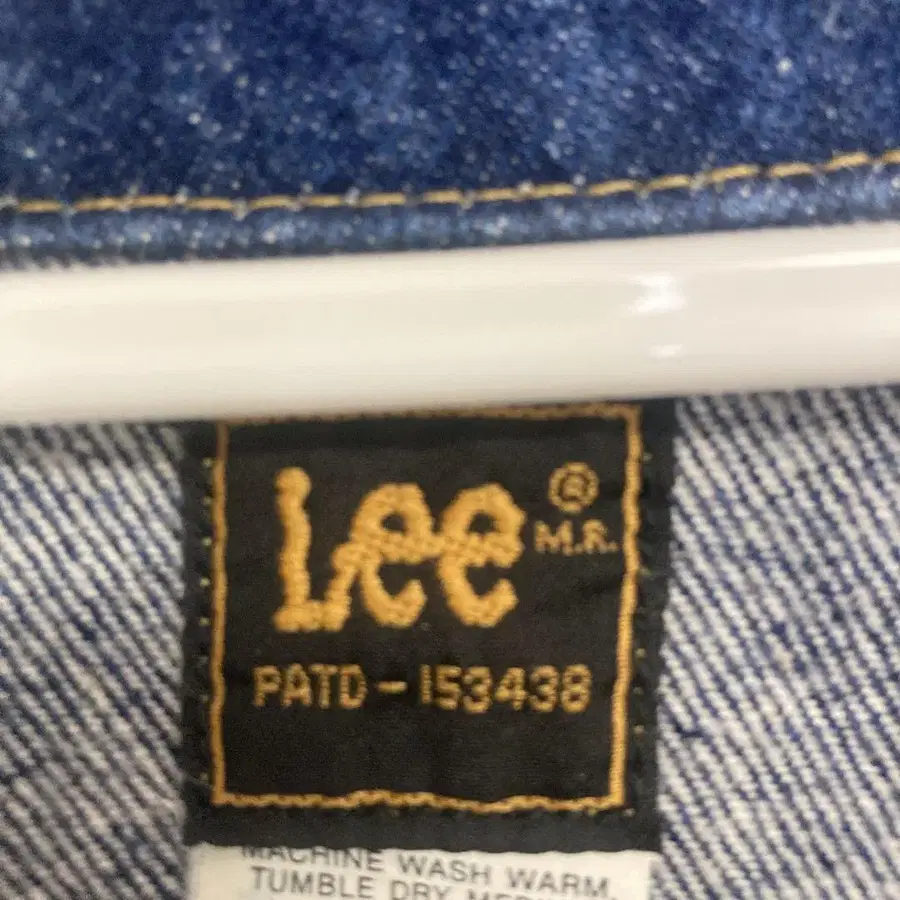 Lee ®
M.R.
PATD-153438
MACHINE WASH WARM,
TUMBLE DRY